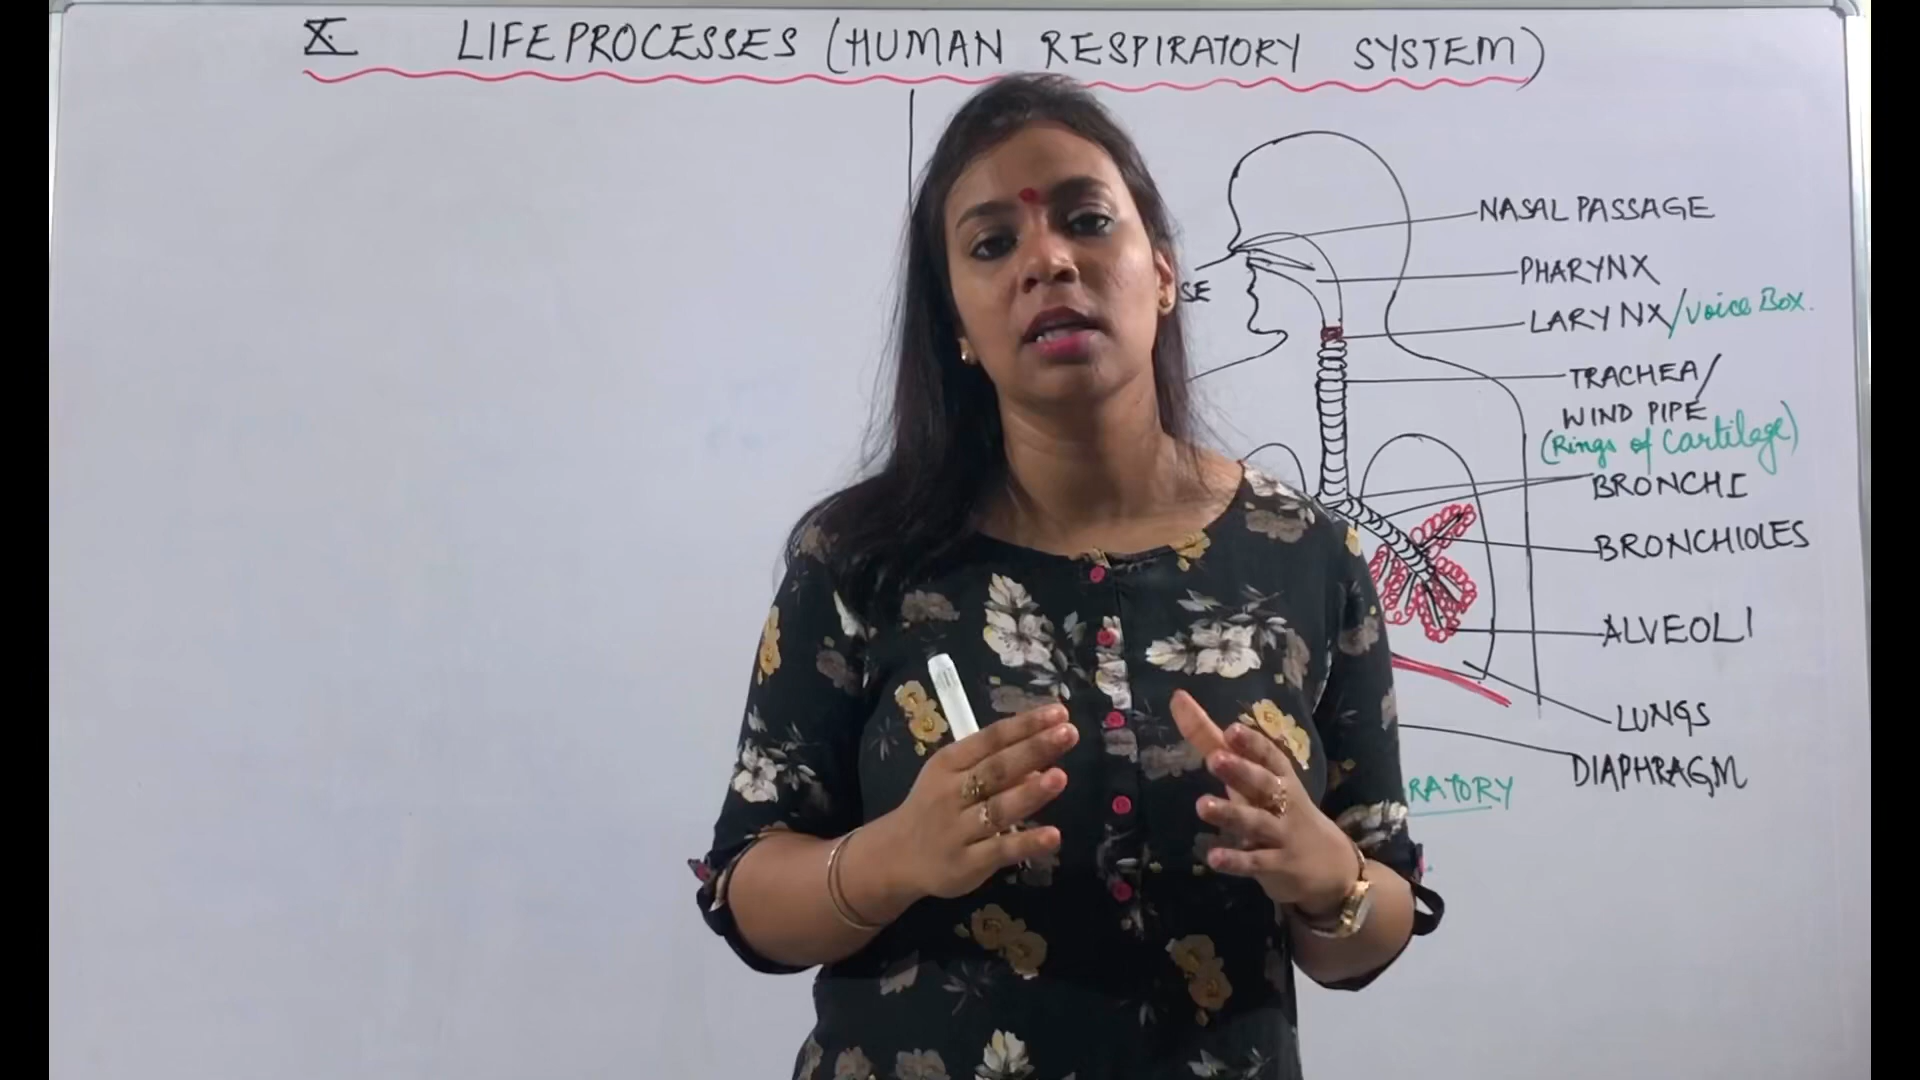 X LIFE PROCESSES (HUMAN RESPIRATORY SYSTEM)
NASAL PASSAGE
PHARYNX
SE
LARYNX/Voice Box.
TRACHEA/
WIND PIPE
(Rings of Cartilage)
BRONCHI
BRONCHIOLES
ALVEOLI
LUNGS
DIAPHRAGM
RATORY